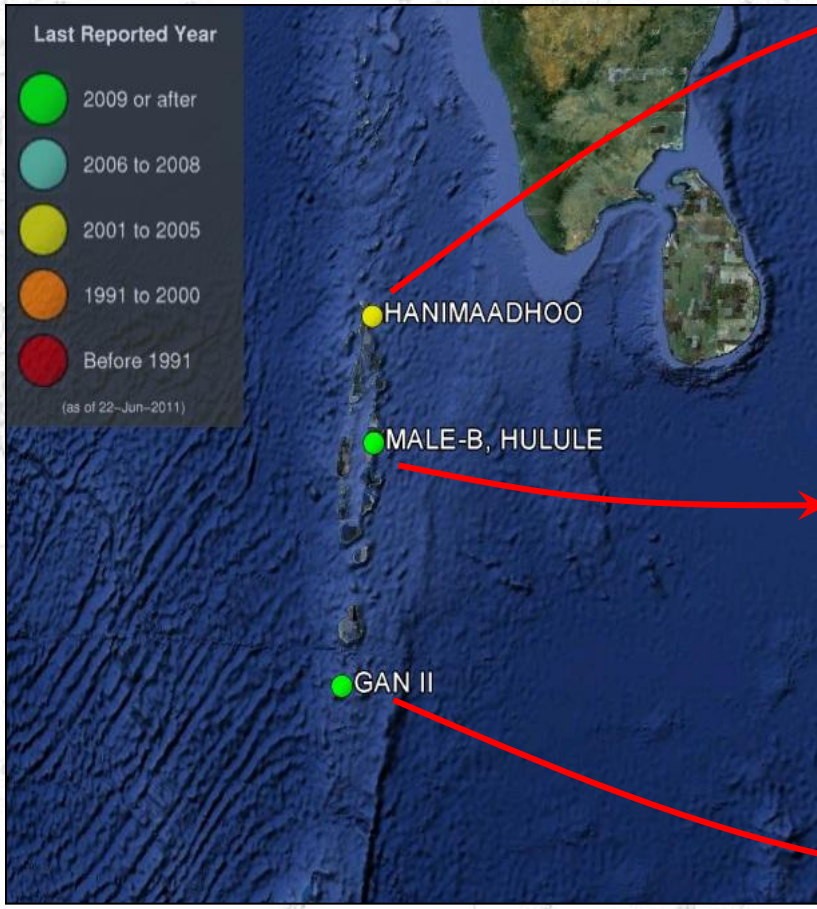 Last Reported Year
2009 or after
2006 to 2008
2001 to 2005
1991 to 2000
Before 1991
(as of 22-Jun-2011)
HANIMAADHOO
MALE-B, HULULE
GAN II